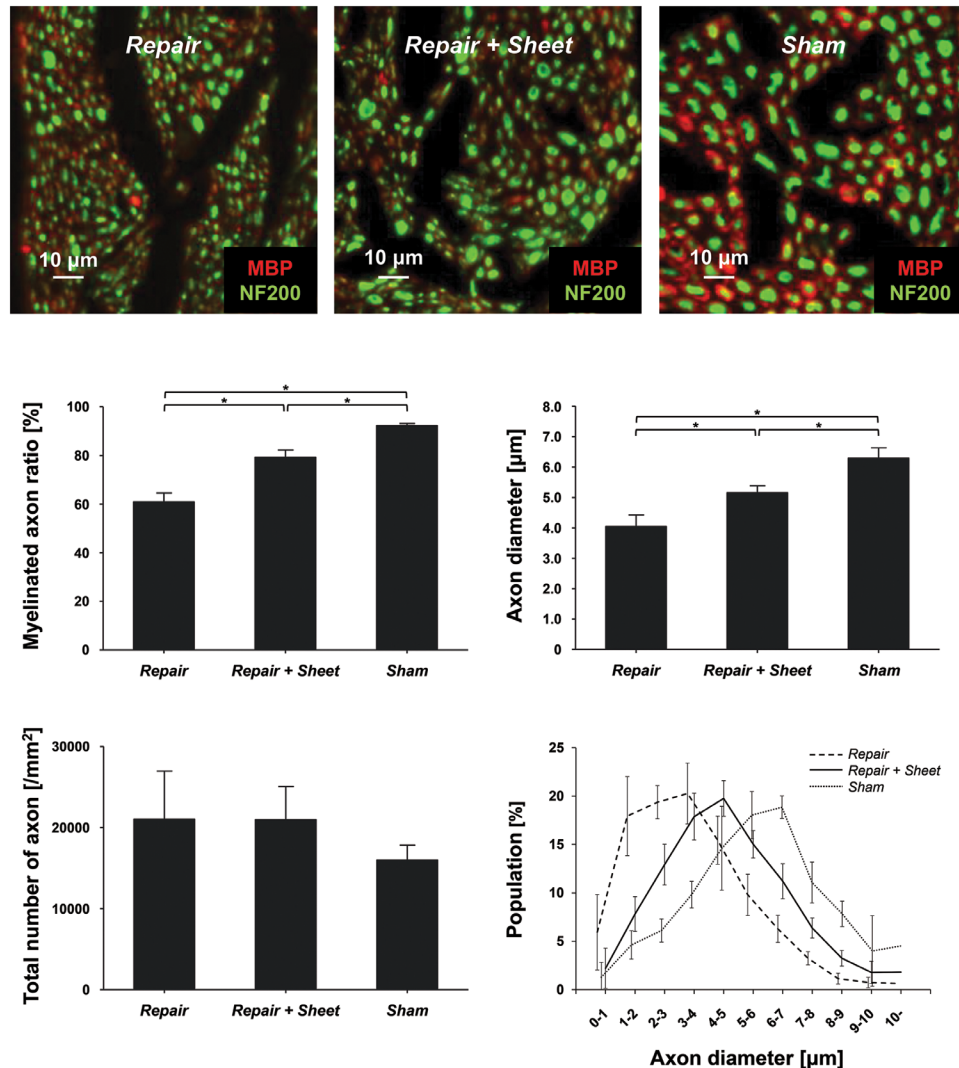 Repair
Repair + Sheet
Sham
10 µm
MBP
NF200
10 µm
MBP
NF200
10 µm
MBP
NF200
Myelinated axon ratio [%]
100
80
60
40
20
0
*
*
*
Repair
Repair + Sheet
Sham
Axon diameter [µm]
8.0
7.0
6.0
5.0
4.0
3.0
2.0
1.0
0
*
*
*
Repair
Repair + Sheet
Sham
Total number of axon [/mm²]
30000
20000
10000
0
Repair
Repair + Sheet
Sham
Population [%]
25
20
15
10
5
0
Repair
Repair + Sheet
Sham
0-1
1-2
2-3
3-4
4-5
5-6
6-7
7-8
8-9
9-10
10-
Axon diameter [µm]